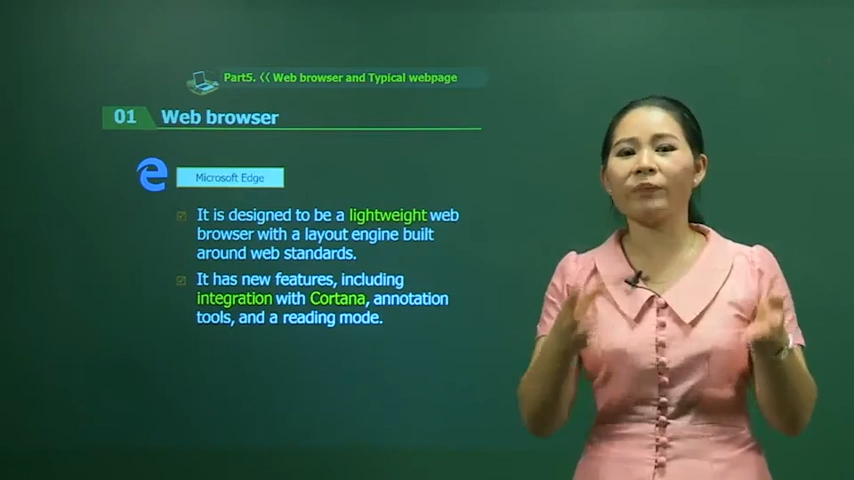 Part5. 《 Web browser and Typical webpage
01 Web browser
Microsoft Edge
It is designed to be a lightweight web
browser with a layout engine built
around web standards.
It has new features, including
integration with Cortana, annotation
tools, and a reading mode.